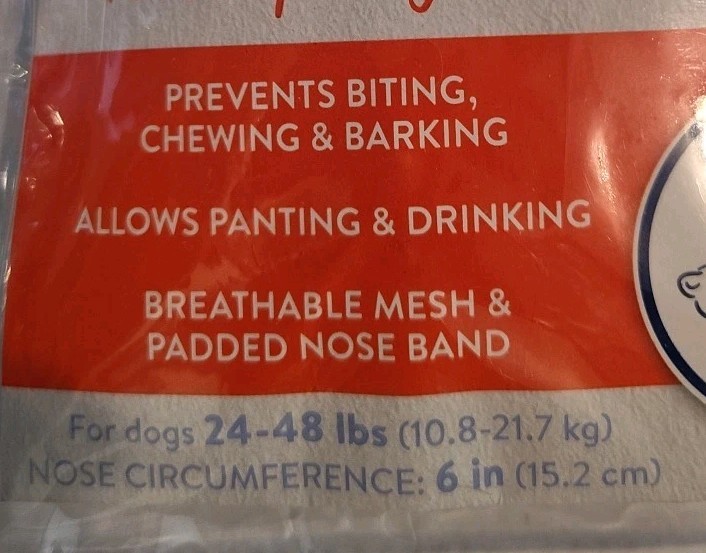 PREVENTS BITING,
CHEWING & BARKING
ALLOWS PANTING & DRINKING
BREATHABLE MESH &
PADDED NOSE BAND
For dogs 24-48 lbs (10.8-21.7 kg)
NOSE CIRCUMFERENCE: 6 in (15.2 cm)